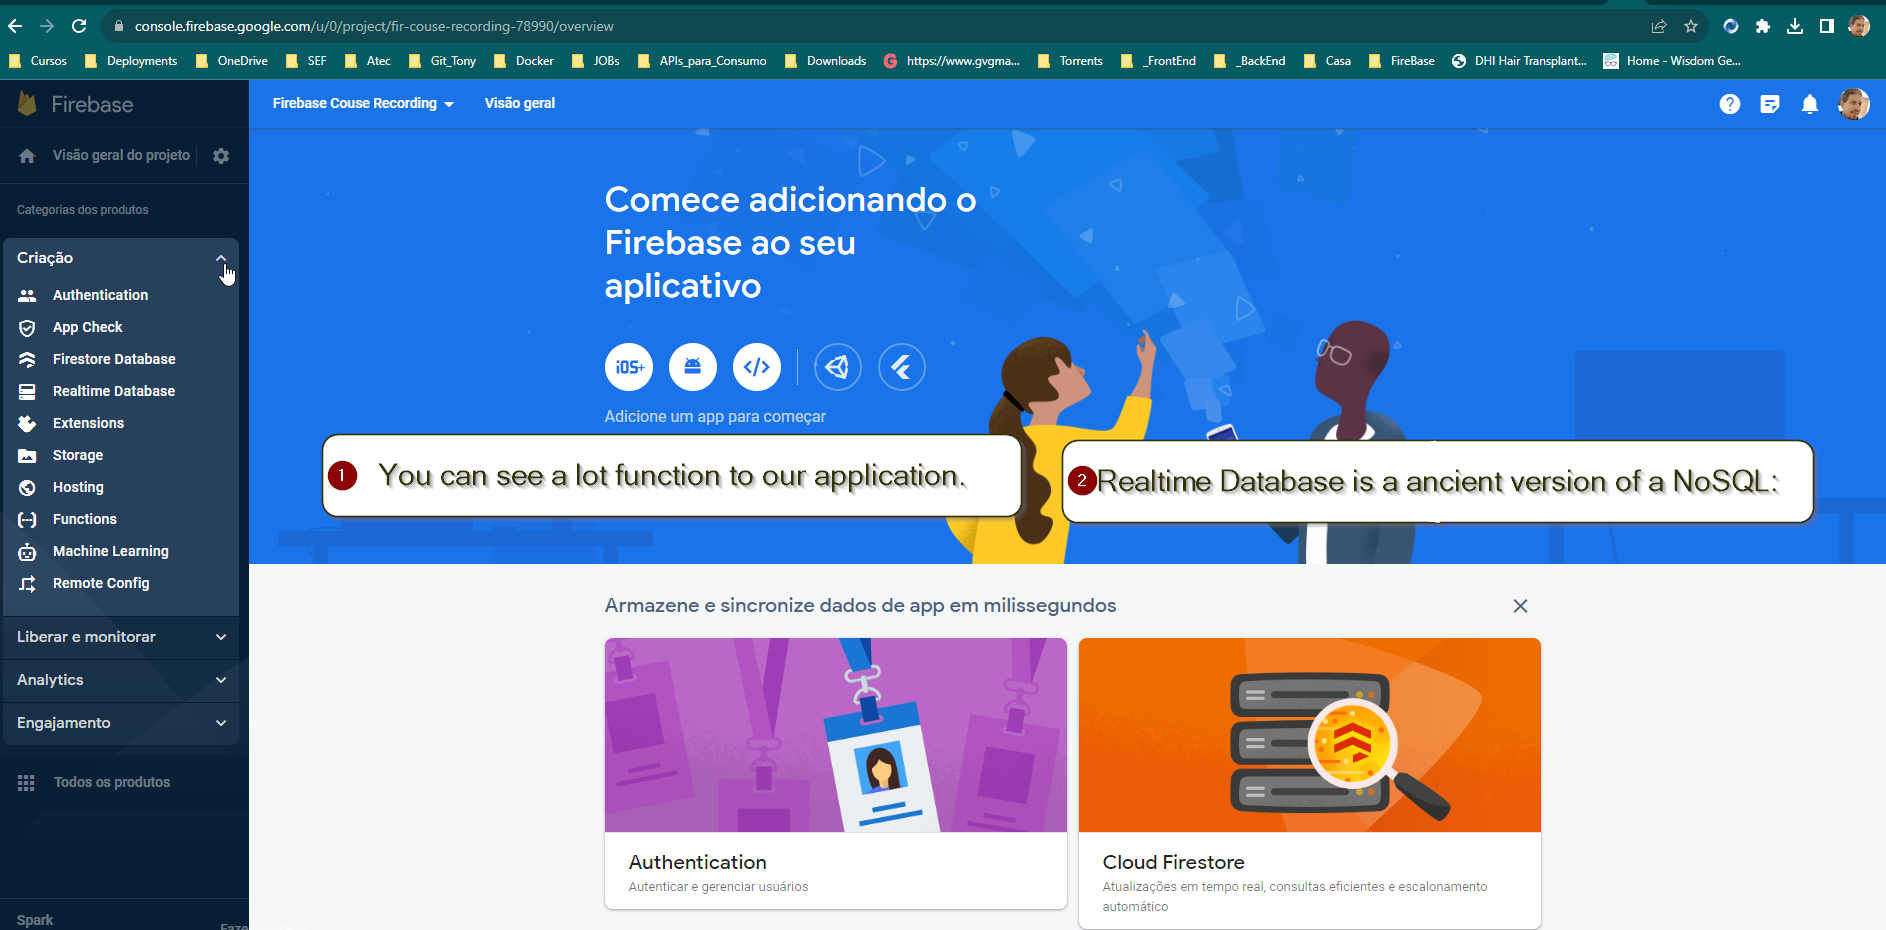 console.firebase.google.com/u/0/project/fir-couse-recording-78990/overview
Cursos Deployments OneDrive SEF Atec Git_Tony Docker JOBs APIs_para_Consumo Downloads https://www.gvgma... Torrents _FrontEnd _BackEnd Casa FireBase DHI Hair Transplant... Home - Wisdom Ge...
Firebase
Firebase Couse Recording Visão geral
Visão geral do projeto
Categorias dos produtos
Criação
Authentication
App Check
Firestore Database
Realtime Database
Extensions
Storage
Hosting
Functions
Machine Learning
Remote Config
Liberar e monitorar
Analytics
Engajamento
Todos os produtos
Spark
Faze
Comece adicionando o
Firebase ao seu
aplicativo
iOS+
Adicione um app para começar
1 You can see a lot function to our application.
2 Realtime Database is a ancient version of a NoSQL:
Armazene e sincronize dados de app em milissegundos
Authentication
Autenticar e gerenciar usuários
Cloud Firestore
Atualizações em tempo real, consultas eficientes e escalonamento
automático